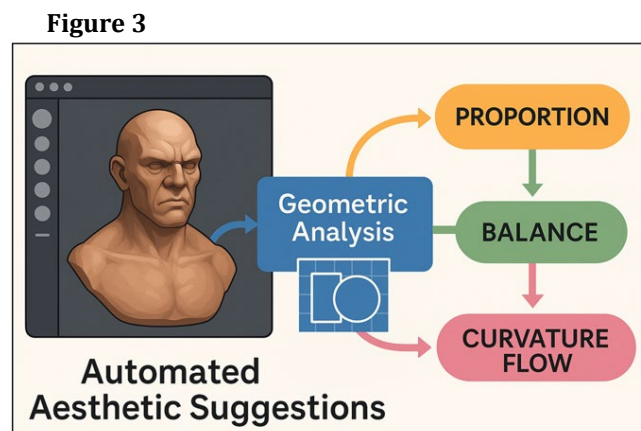 Figure 3
Geometric
Analysis
PROPORTION
BALANCE
CURVATURE
FLOW
Automated
Aesthetic Suggestions